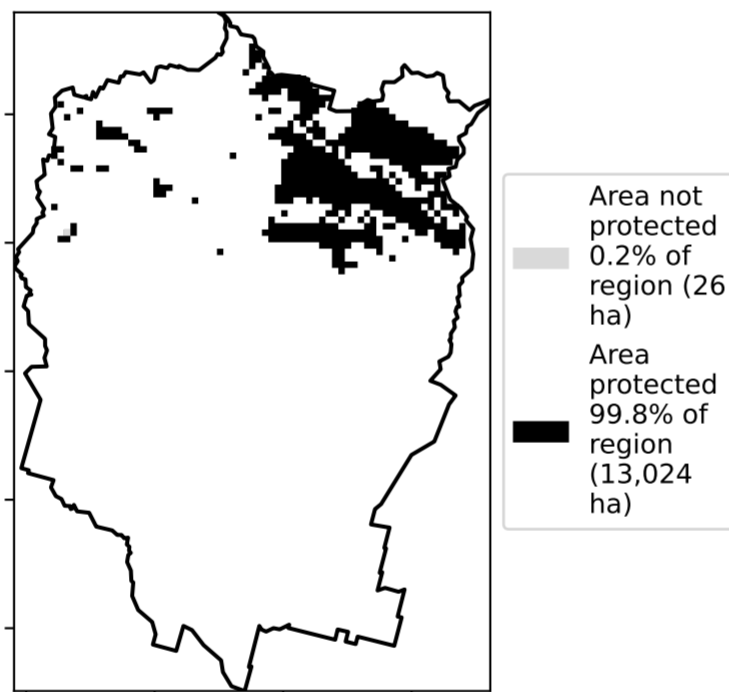 Area not
protected
0.2% of
region (26
ha)
Area
protected
99.8% of
region
(13,024
ha)